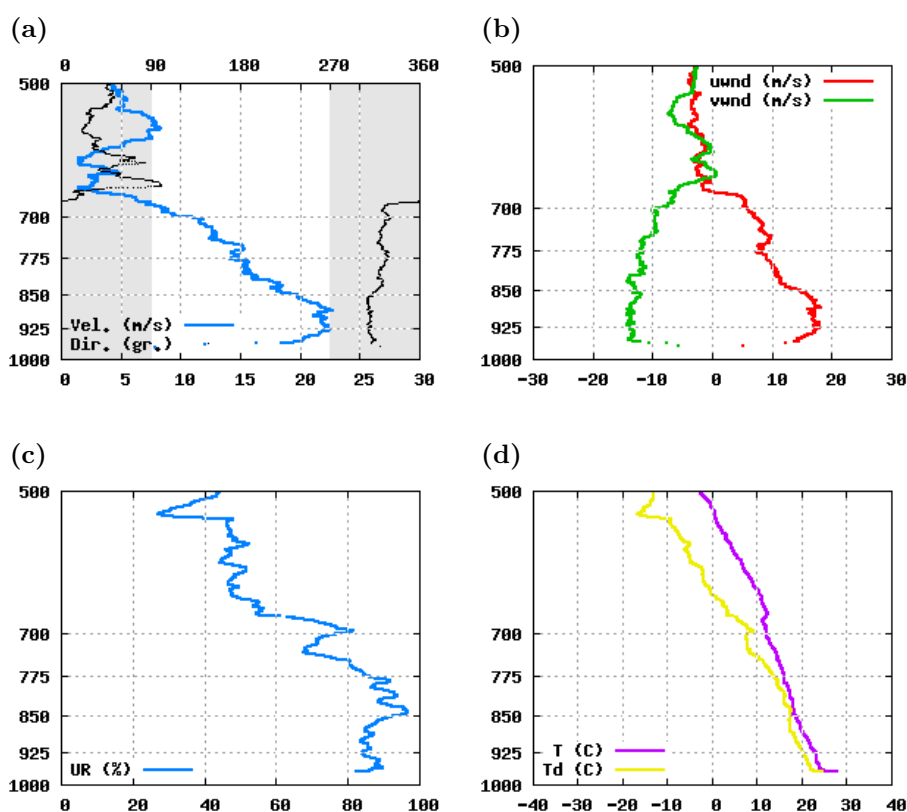 (a)
0 90 180 270 360
500
700
775
850
925
1000
Vel. (m/s)
Dir. (gr.)
0 5 10 15 20 25 30
(b)
500
700
775
850
925
1000
uwnd (m/s)
vwnd (m/s)
−30 −20 −10 0 10 20 30
(c)
500
700
775
850
925
1000
UR (%)
0 20 40 60 80 100
(d)
500
700
775
850
925
1000
T (C)
Td (C)
−40 −30 −20 −10 0 10 20 30 40